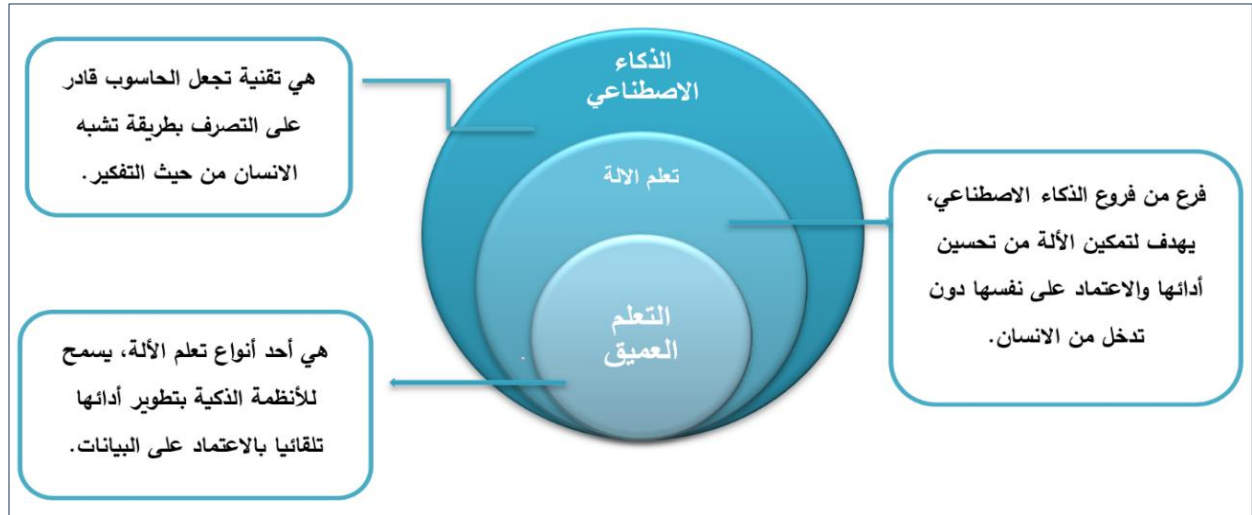 الذكاء
الاصطناعي
هي تقنية تجعل الحاسوب قادر
على التصرف بطريقة تشبه
الانسان من حيث التفكير.
تعلم الالة
فرع من فروع الذكاء الاصطناعي،
يهدف لتمكين الألة من تحسين
أدائها والاعتماد على نفسها دون
تدخل من الانسان.
التعلم
العميق
هي أحد أنواع تعلم الألة، يسمح
للأنظمة الذكية بتطوير أدائها
تلقائيا بالاعتماد على البيانات.